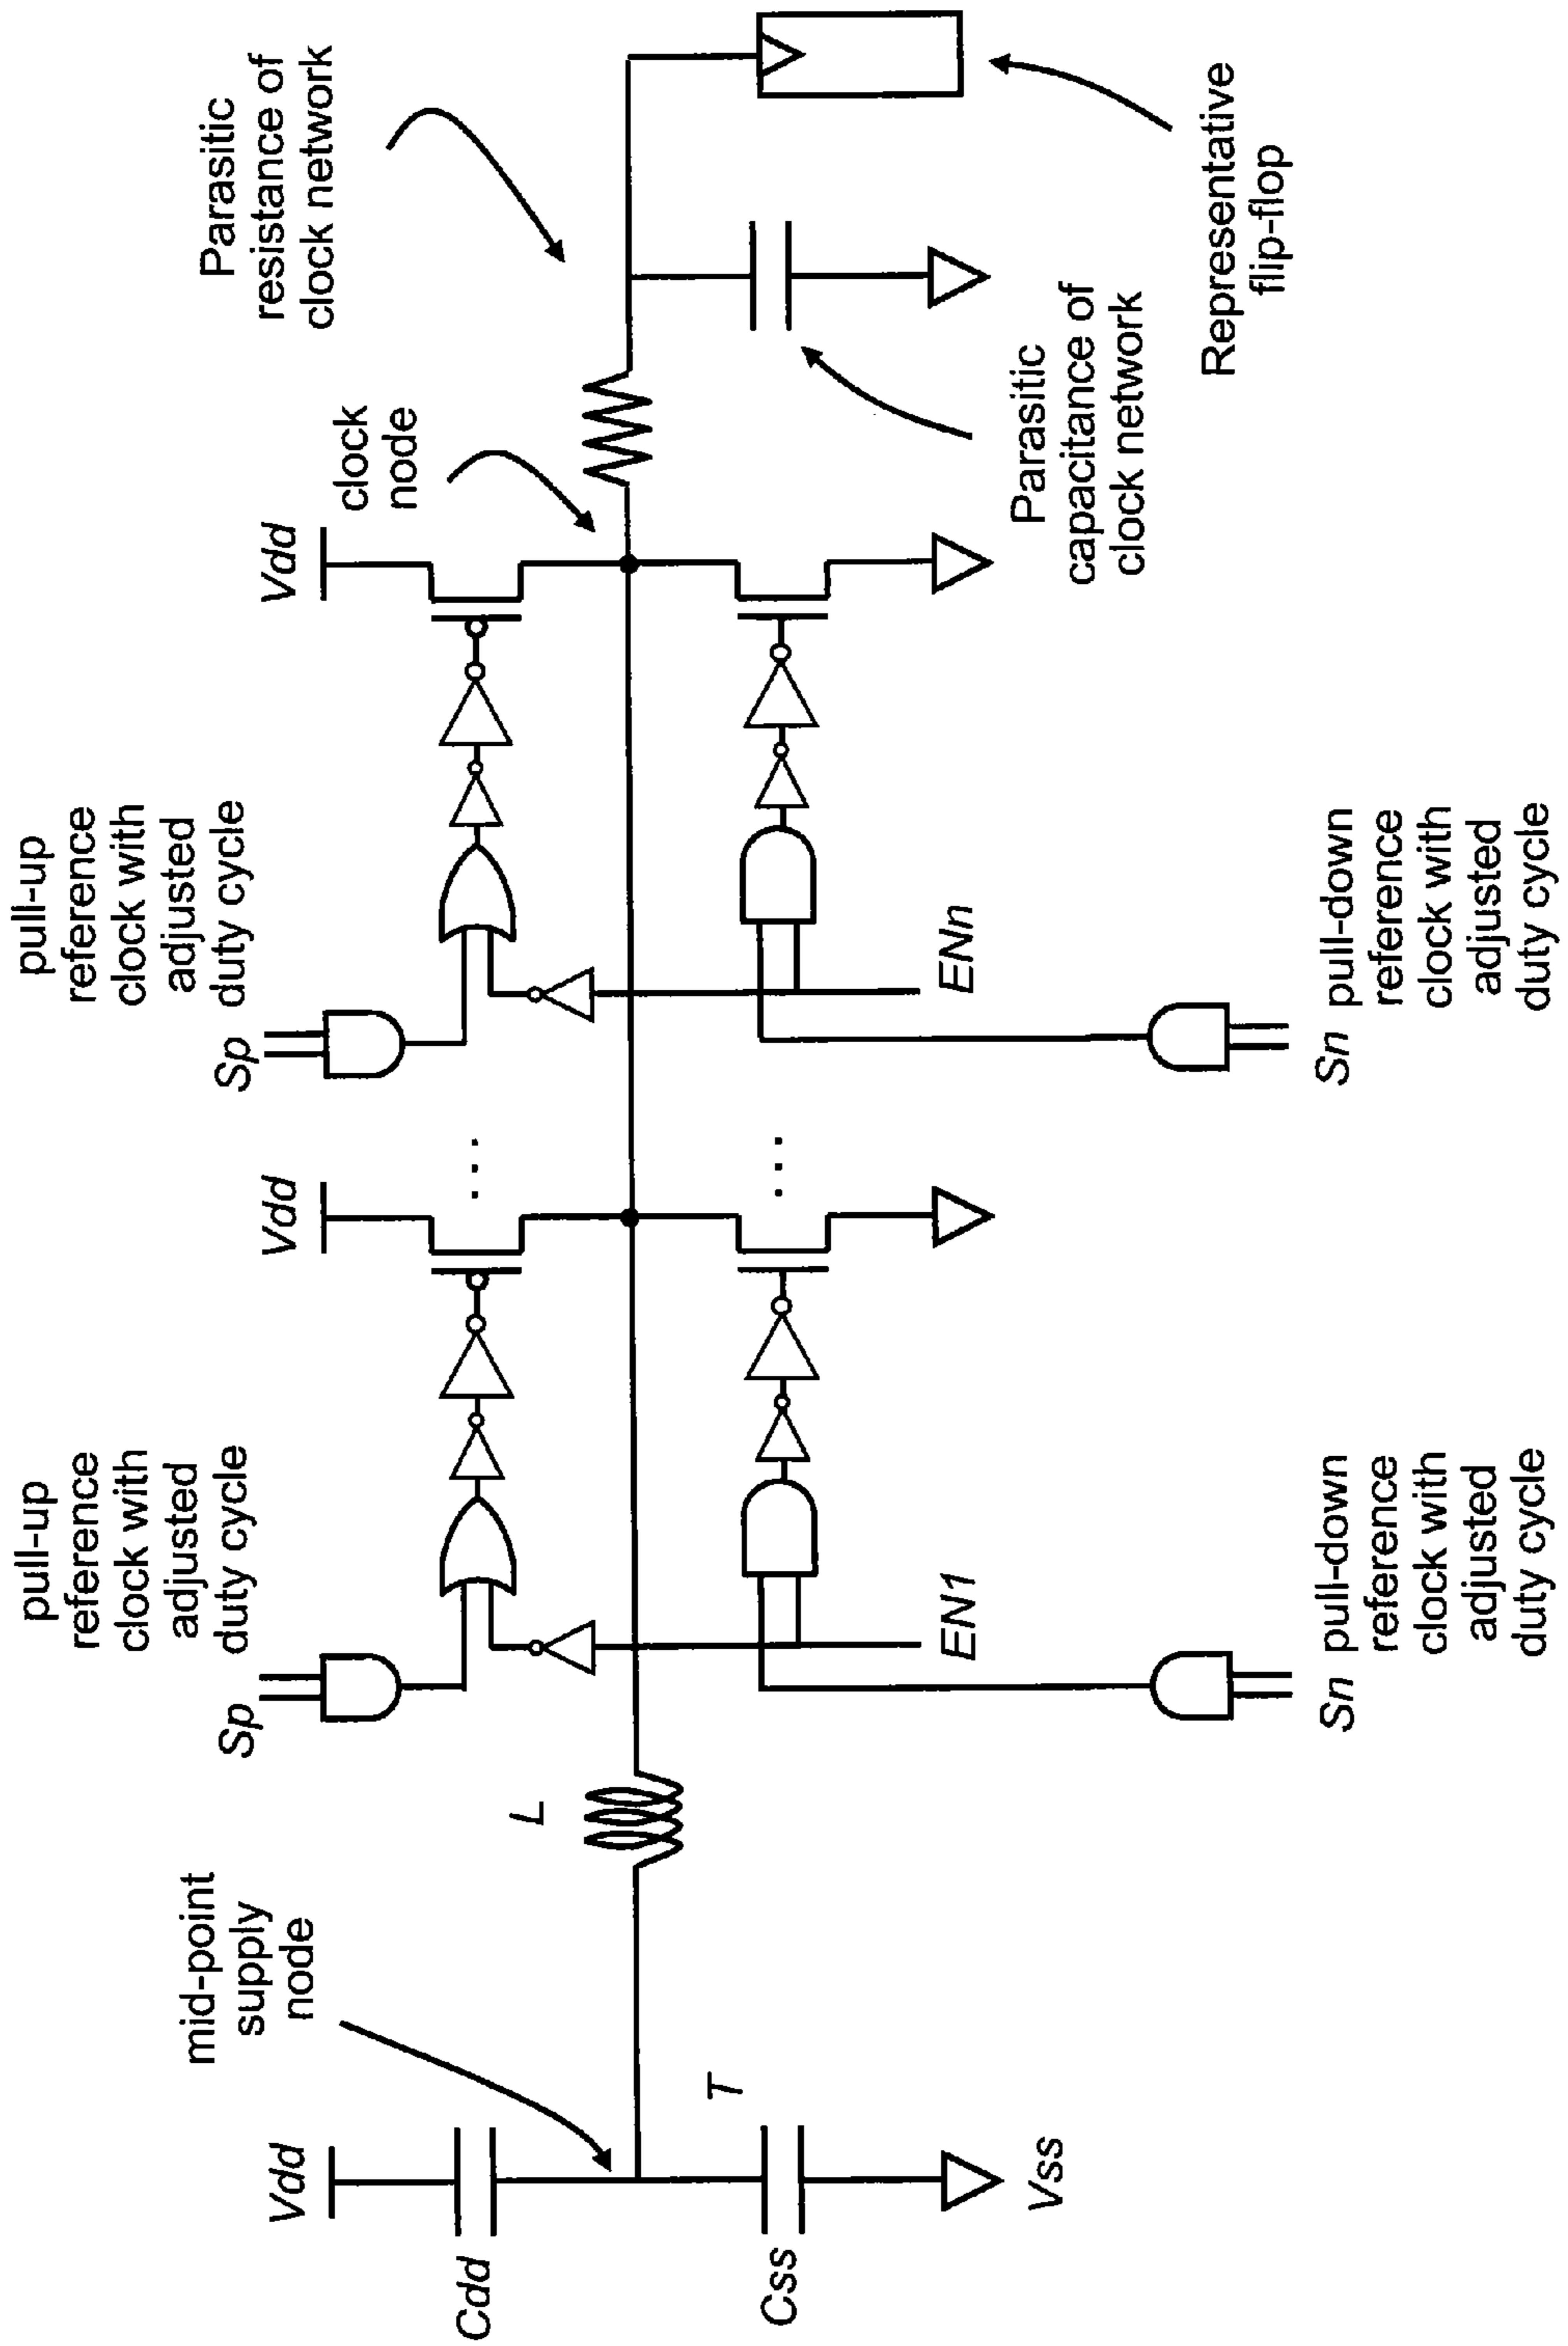 Vdd
Cdd
Css
Vss
T
mid-point
supply
node
L
pull-up
reference
clock with
adjusted
duty cycle
Sp
Vdd
...
...
EN1
Sn
pull-down
reference
clock with
adjusted
duty cycle
pull-up
reference
clock with
adjusted
duty cycle
Sp
Vdd
ENn
Sn
pull-down
reference
clock with
adjusted
duty cycle
clock
node
Parasitic
resistance of
clock network
Parasitic
capacitance of
clock network
Representative
flip-flop